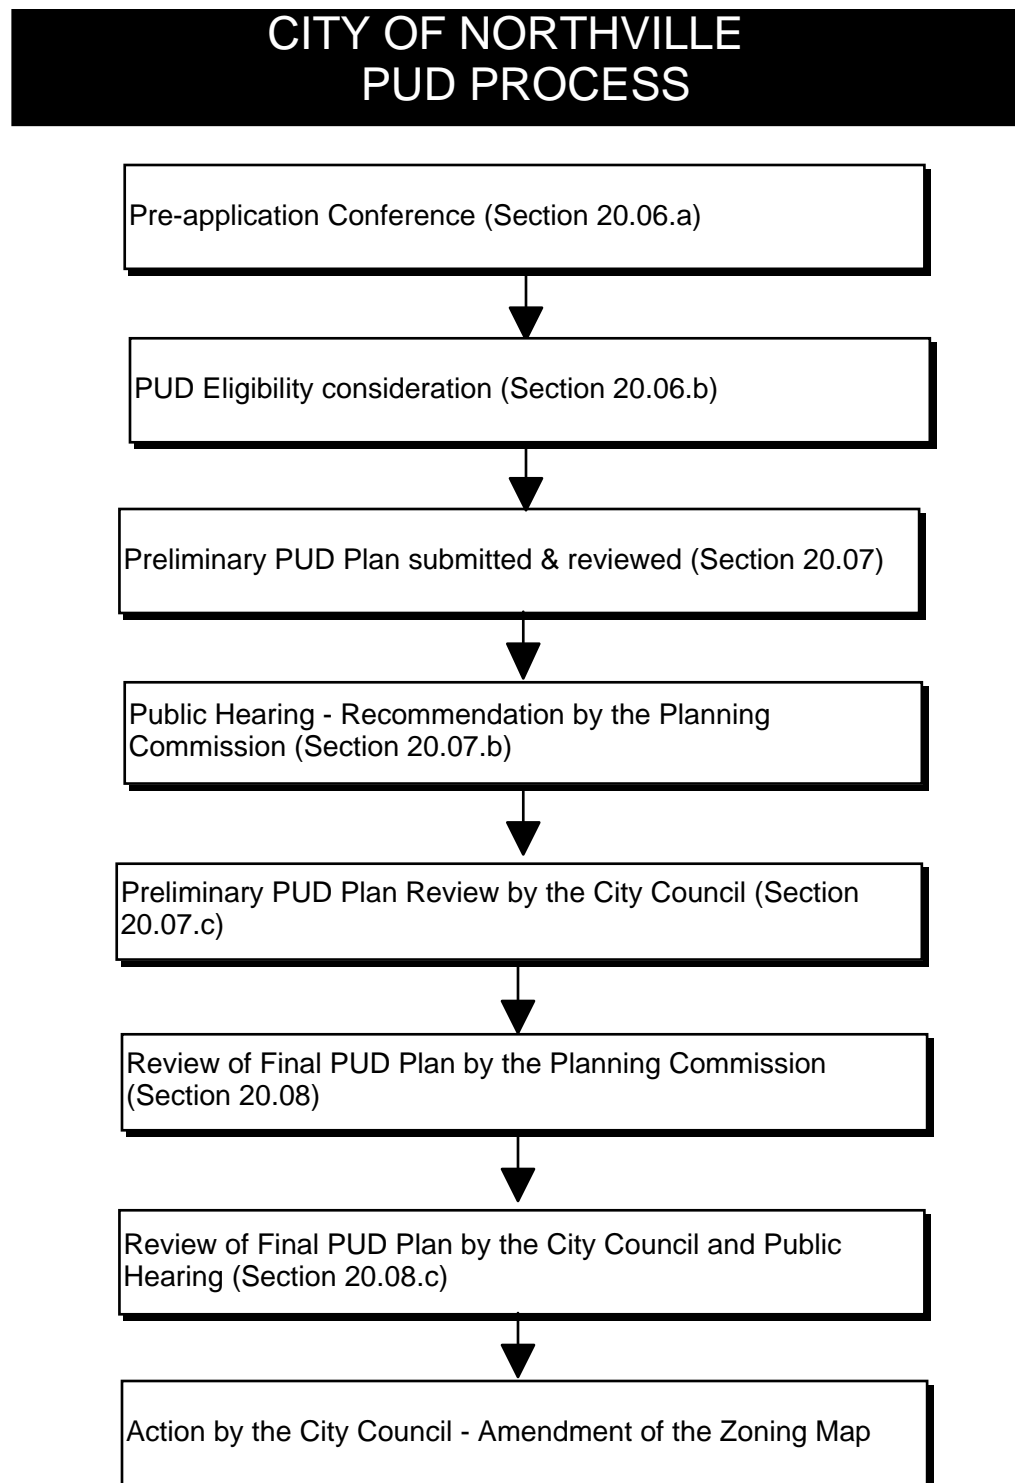 CITY OF NORTHVILLE
PUD PROCESS
Pre-application Conference (Section 20.06.a)
PUD Eligibility consideration (Section 20.06.b)
Preliminary PUD Plan submitted & reviewed (Section 20.07)
Public Hearing - Recommendation by the Planning
Commission (Section 20.07.b)
Preliminary PUD Plan Review by the City Council (Section
20.07.c)
Review of Final PUD Plan by the Planning Commission
(Section 20.08)
Review of Final PUD Plan by the City Council and Public
Hearing (Section 20.08.c)
Action by the City Council - Amendment of the Zoning Map